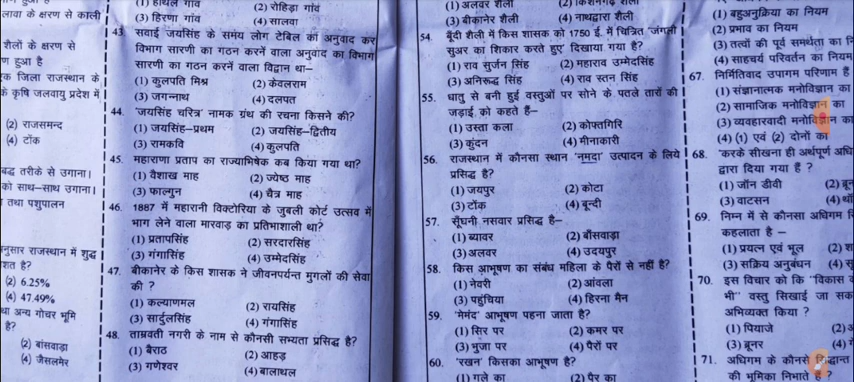 लावा के क्षरण से काली
शैलों के क्षरण से
ण हुआ है
एक जिला राजस्थान के
के कृषि जलवायु प्रदेश में
(2) राजसमन्द
(4) टोंक
बद्ध तरीके से उगाना।
को साथ-साथ उगाना।
तथा पशुपालन
नुसार राजस्थान में शुद्ध
शत है?
(2) 6.25%
(4) 47.49%
था अन्य गोचर भूमि
है?
(2) बांसवाड़ा
(4) जैसलमेर
(1) हाथल गांव (2) रोहिड़ा गांव
(3) हिरणा गांव (4) सालवा
43. सवाई जयसिंह के समय लोग टेबिल का अनुवाद कर
विभाग सारणी का गठन करनें वाला अनुवाद का विभाग
सारणी का गठन करनें वाला विद्वान था–
(1) कुलपति मिश्र (2) केवलराम
(3) जगन्नाथ (4) दलपत
44. 'जयसिंह चरित्र' नामक ग्रंथ की रचना किसने की?
(1) जयसिंह–प्रथम (2) जयसिंह–द्वितीय
(3) रामकवि (4) कुलपति
45. महाराणा प्रताप का राज्याभिषेक कब किया गया था?
(1) वैशाख माह (2) ज्येष्ठ माह
(3) फाल्गुन (4) चैत्र माह
46. 1887 में महारानी विक्टोरिया के जुबली कोर्ट उत्सव में
भाग लेने वाला मारवाड़ का प्रतिभाशाली था?
(1) प्रतापसिंह (2) सरदारसिंह
(3) गंगासिंह (4) उम्मेदसिंह
47. बीकानेर के किस शासक ने जीवनपर्यन्त मुगलों की सेवा
की ?
(1) कल्याणमल (2) रायसिंह
(3) सार्दुलसिंह (4) गंगासिंह
48. ताम्रवती नगरी के नाम से कौनसी सभ्यता प्रसिद्ध है?
(1) बैराठ (2) आहड़
(3) गणेश्वर (4) बालाथल
(1) अलवर शैली (2) किशनगढ़ शैली
(3) बीकानेर शैली (4) नाथद्वारा शैली
54. बूँदी शैली में किस शासक को 1750 ई. में चित्रित 'जंगली
सुअर का शिकार करते हुए' दिखाया गया है?
(1) राव सुर्जन सिंह (2) महाराव उम्मेदसिंह
(3) अनिरूद्ध सिंह (4) राव रतन सिंह
55. धातु से बनी हुई वस्तुओं पर सोने के पतले तारों की
जड़ाई को कहते हैं–
(1) उस्ता कला (2) कोफ्तगिरि
(3) कुंदन (4) मीनाकारी
56. राजस्थान में कौनसा स्थान 'नमदा' उत्पादन के लिये
प्रसिद्ध है?
(1) जयपुर (2) कोटा
(3) टोंक (4) बून्दी
57. सूँघनी नसवार प्रसिद्ध है–
(1) ब्यावर (2) बाँसवाड़ा
(3) अलवर (4) उदयपुर
58. किस आभूषण का संबंध महिला के पैरों से नहीं है?
(1) नेवरी (2) आंवला
(3) पहुंचिया (4) हिरना मैन
59. 'मेमंद' आभूषण पहना जाता है?
(1) सिर पर (2) कमर पर
(3) भुजा पर (4) पैरों पर
60. 'रखन' किसका आभूषण है?
(1) गले का (2) पैर का
(1) बहुअनुक्रिया का नियम
(2) प्रभाव का नियम
(3) तत्वों की पूर्व समर्थता का
(4) साहचर्य परिवर्तन का नियम
67. निर्मितिवाद उपागम परिणाम है
(1) संज्ञानात्मक मनोविज्ञान का
(2) सामाजिक मनोविज्ञान का
(3) व्यवहारवादी मनोविज्ञान का
(4) (1) एवं (2) दोनों का
68. 'करके सीखना ही अर्थपूर्ण अधि
द्वारा दिया गया हैं ?
(1) जॉन डीवी (2)
(3) वाटसन (4)
69. निम्न में से कौनसा अधिगम
कहलाता है –
(1) प्रयत्न एवं भूल (2)
(3) सक्रिय अनुबंधन (4)
70. इस विचार को कि "विकास
भी" वस्तु सिखाई जा सक
अभिव्यक्त किया ?
(1) पियाजे (2)
(3) ब्रूनर (4)
71. अधिगम के कौनसे सिद्धान्त
की भूमिका निभाते हैं ?